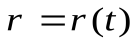 r = r(t)